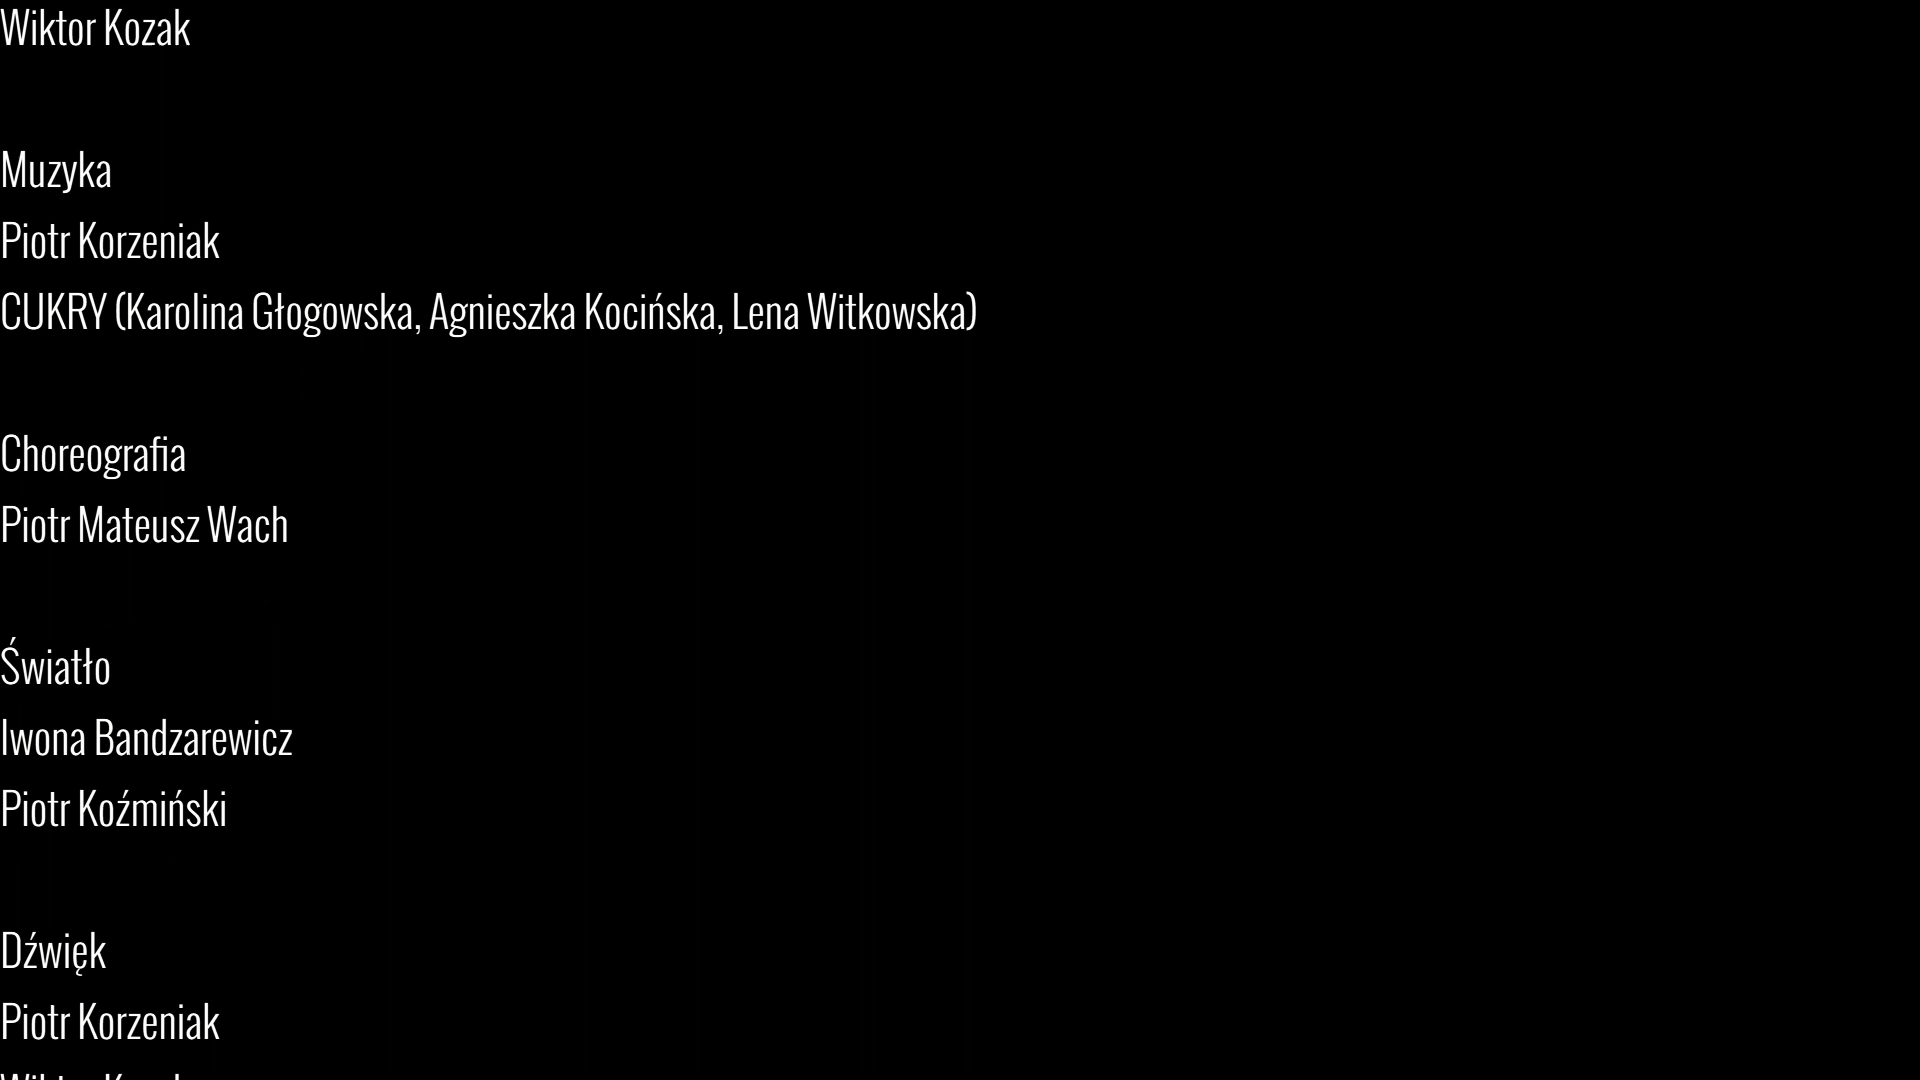 Wiktor Kozak
Muzyka
Piotr Korzeniak
CUKRY (Karolina Głogowska, Agnieszka Kocińska, Lena Witkowska)
Choreografia
Piotr Mateusz Wach
Światło
Iwona Bandzarewicz
Piotr Koźmiński
Dźwięk
Piotr Korzeniak